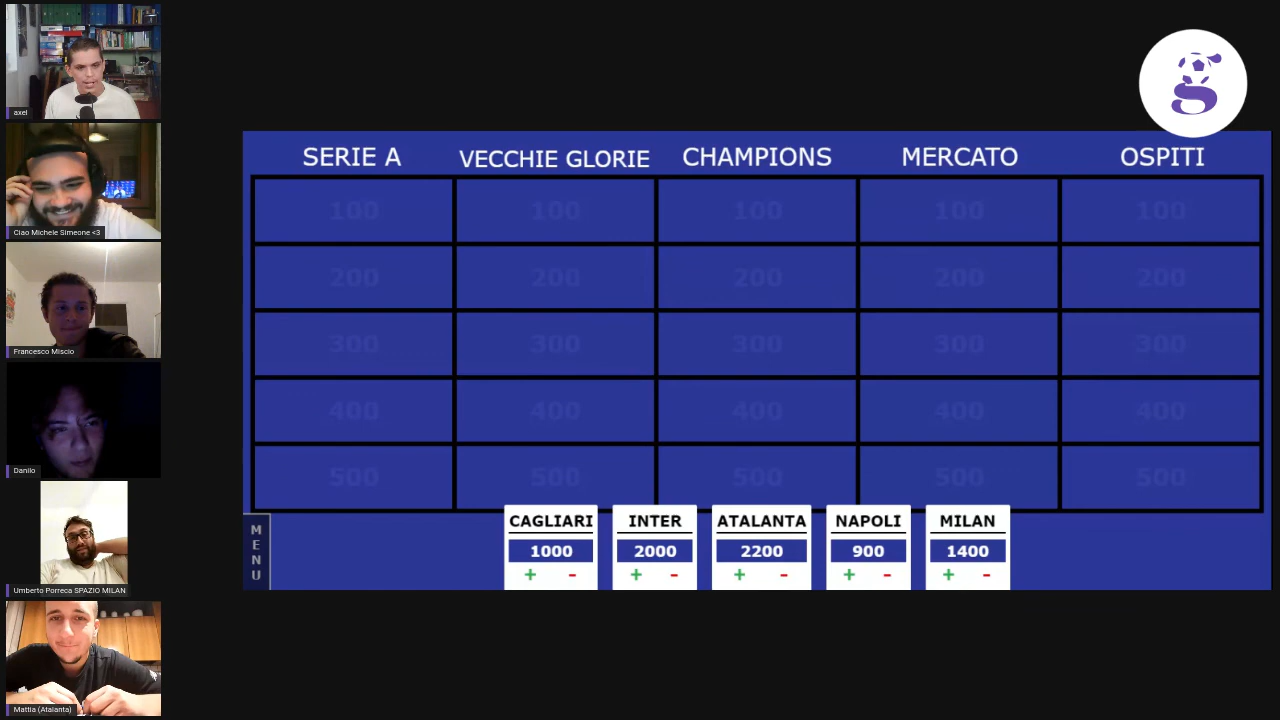 axel
Ciao Michele Simeone <3
Francesco Miscio
Danilo
Umberto Porreca SPAZIO MILAN
Mattia (Atalanta)
SERIE A VECCHIE GLORIE CHAMPIONS MERCATO OSPITI
100 100 100 100 100
200 200 200 200 200
300 300 300 300 300
400 400 400 400 400
500 500 500 500 500
MENU
CAGLIARI INTER ATALANTA NAPOLI MILAN
1000 2000 2200 900 1400
+ - + - + - + - + -